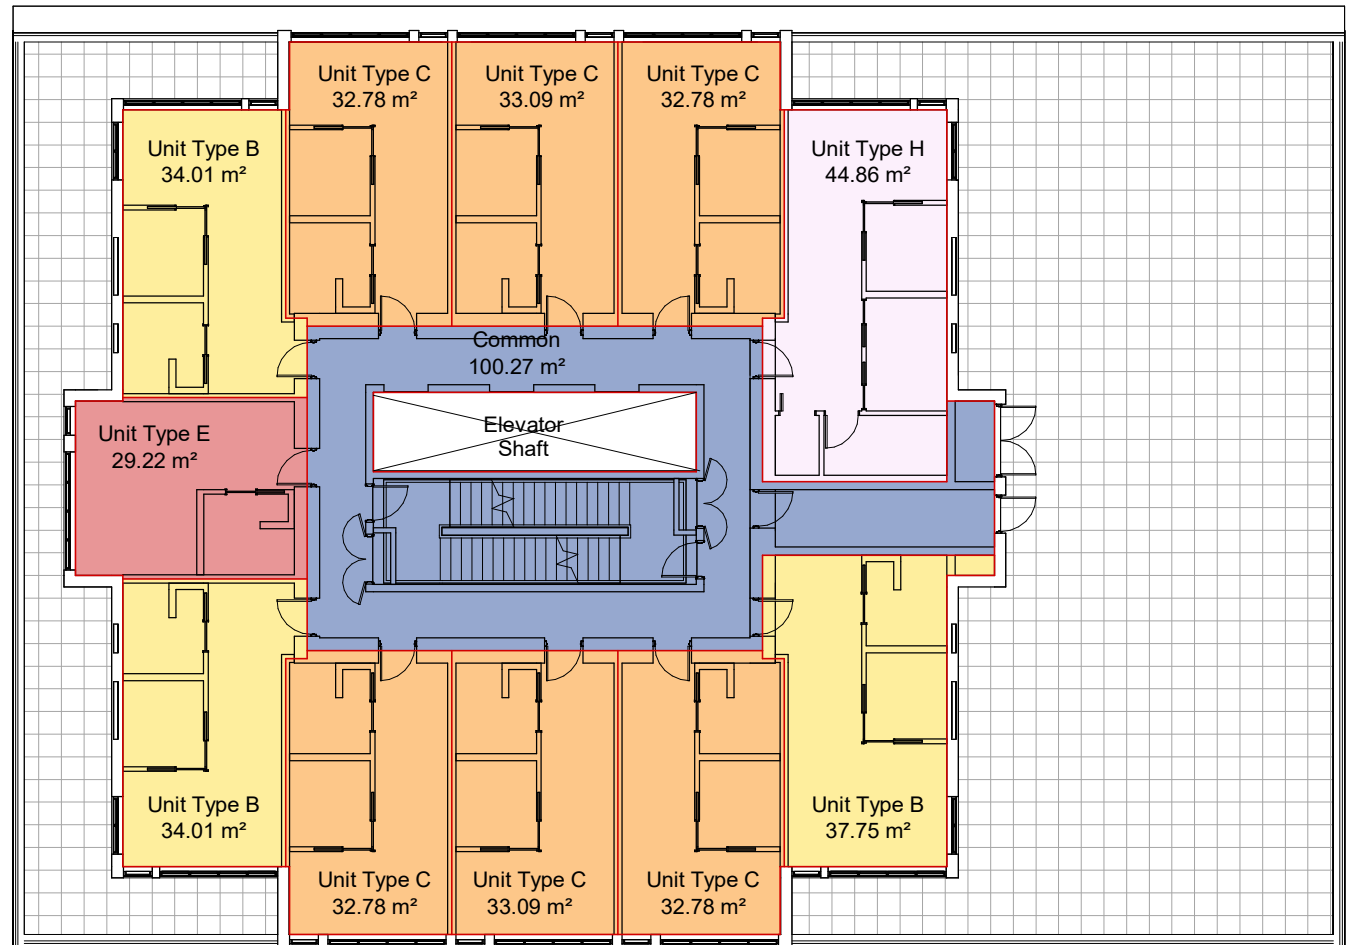 Unit Type C
32.78 m²
Unit Type C
33.09 m²
Unit Type C
32.78 m²
Unit Type B
34.01 m²
Unit Type H
44.86 m²
Common
100.27 m²
Elevator
Shaft
Unit Type E
29.22 m²
Unit Type B
34.01 m²
Unit Type B
37.75 m²
Unit Type C
32.78 m²
Unit Type C
33.09 m²
Unit Type C
32.78 m²